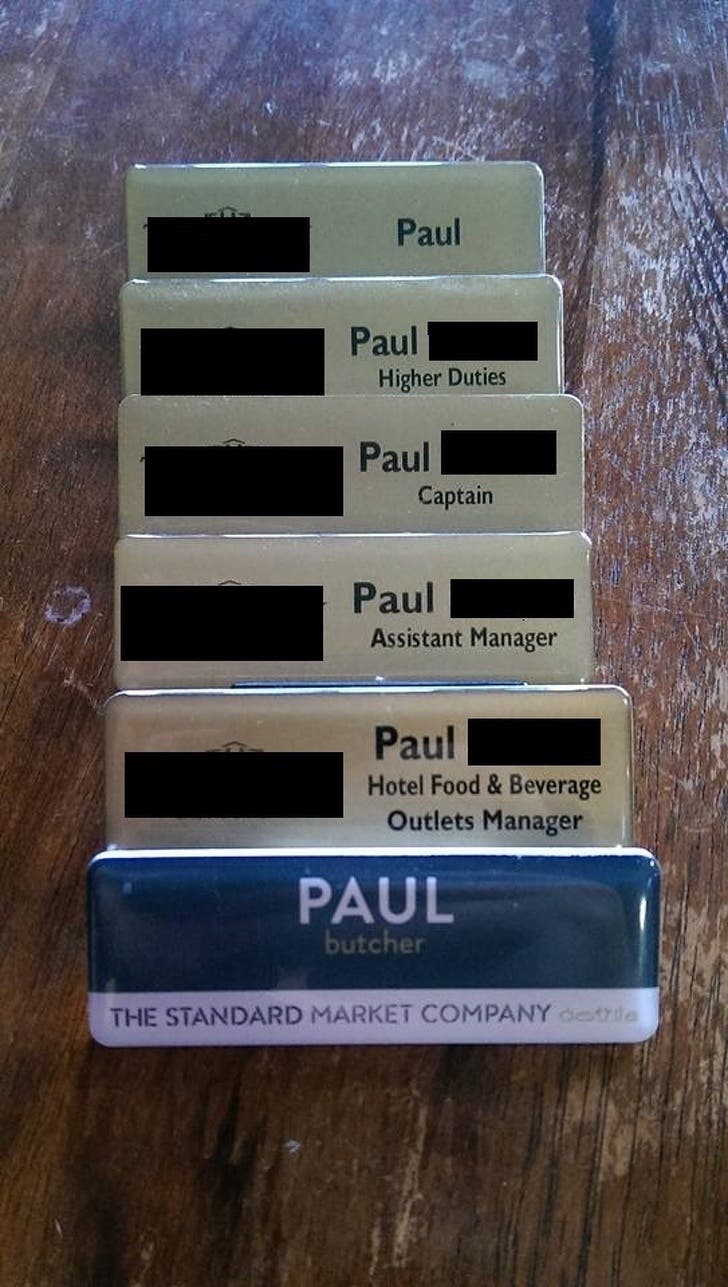 Paul
Paul
Higher Duties
Paul
Captain
Paul
Assistant Manager
Paul
Hotel Food & Beverage
Outlets Manager
PAUL
butcher
THE STANDARD MARKET COMPANY